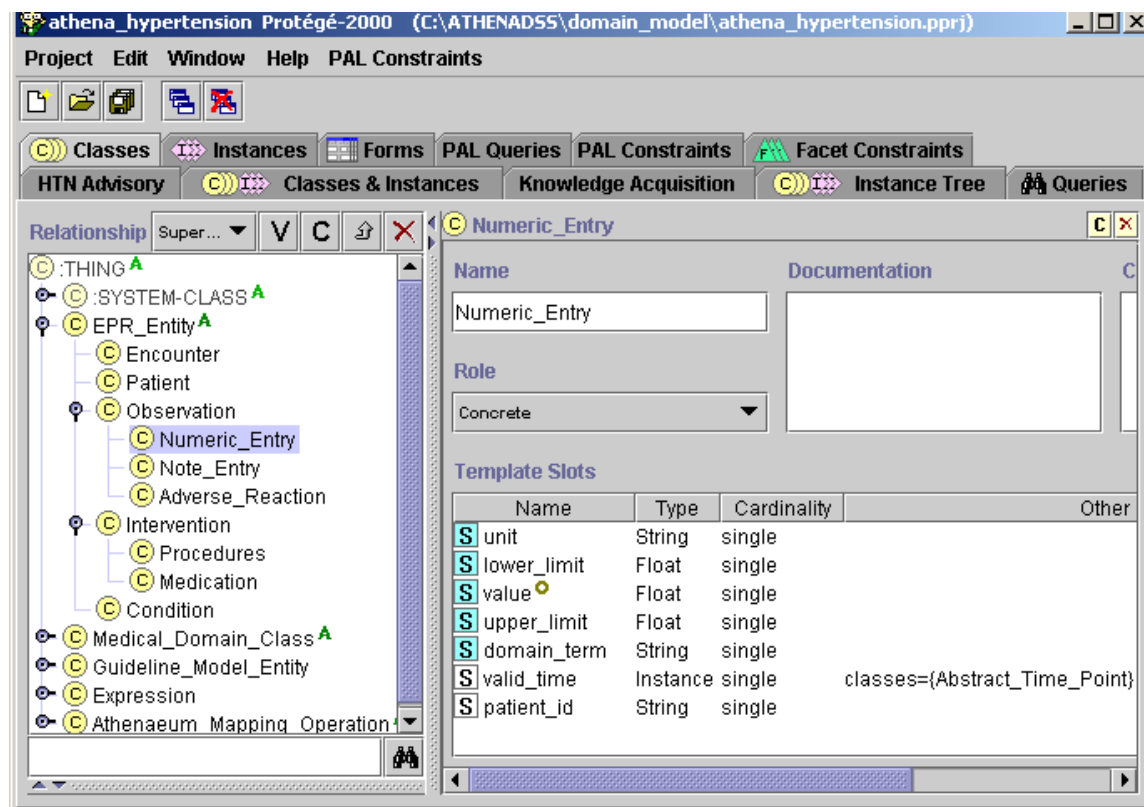 athena_hypertension Protégé-2000 (C:\ATHENADSS\domain_model\athena_hypertension.pprj)
Project Edit Window Help PAL Constraints
C Classes I Instances Forms PAL Queries PAL Constraints F Facet Constraints
HTN Advisory C I Classes & Instances Knowledge Acquisition C I Instance Tree Queries
Relationship Super... V C
C :THING A
C :SYSTEM-CLASS A
C EPR_Entity A
C Encounter
C Patient
C Observation
C Numeric_Entry
C Note_Entry
C Adverse_Reaction
C Intervention
C Procedures
C Medication
C Condition
C Medical_Domain_Class A
C Guideline_Model_Entity
C Expression
C Athenaeum_Mapping_Operation
C Numeric_Entry C
Name Documentation C
Numeric_Entry
Role
Concrete
Template Slots
Name Type Cardinality Other
S unit String single
S lower_limit Float single
S value Float single
S upper_limit Float single
S domain_term String single
S valid_time Instance single classes={Abstract_Time_Point}
S patient_id String single